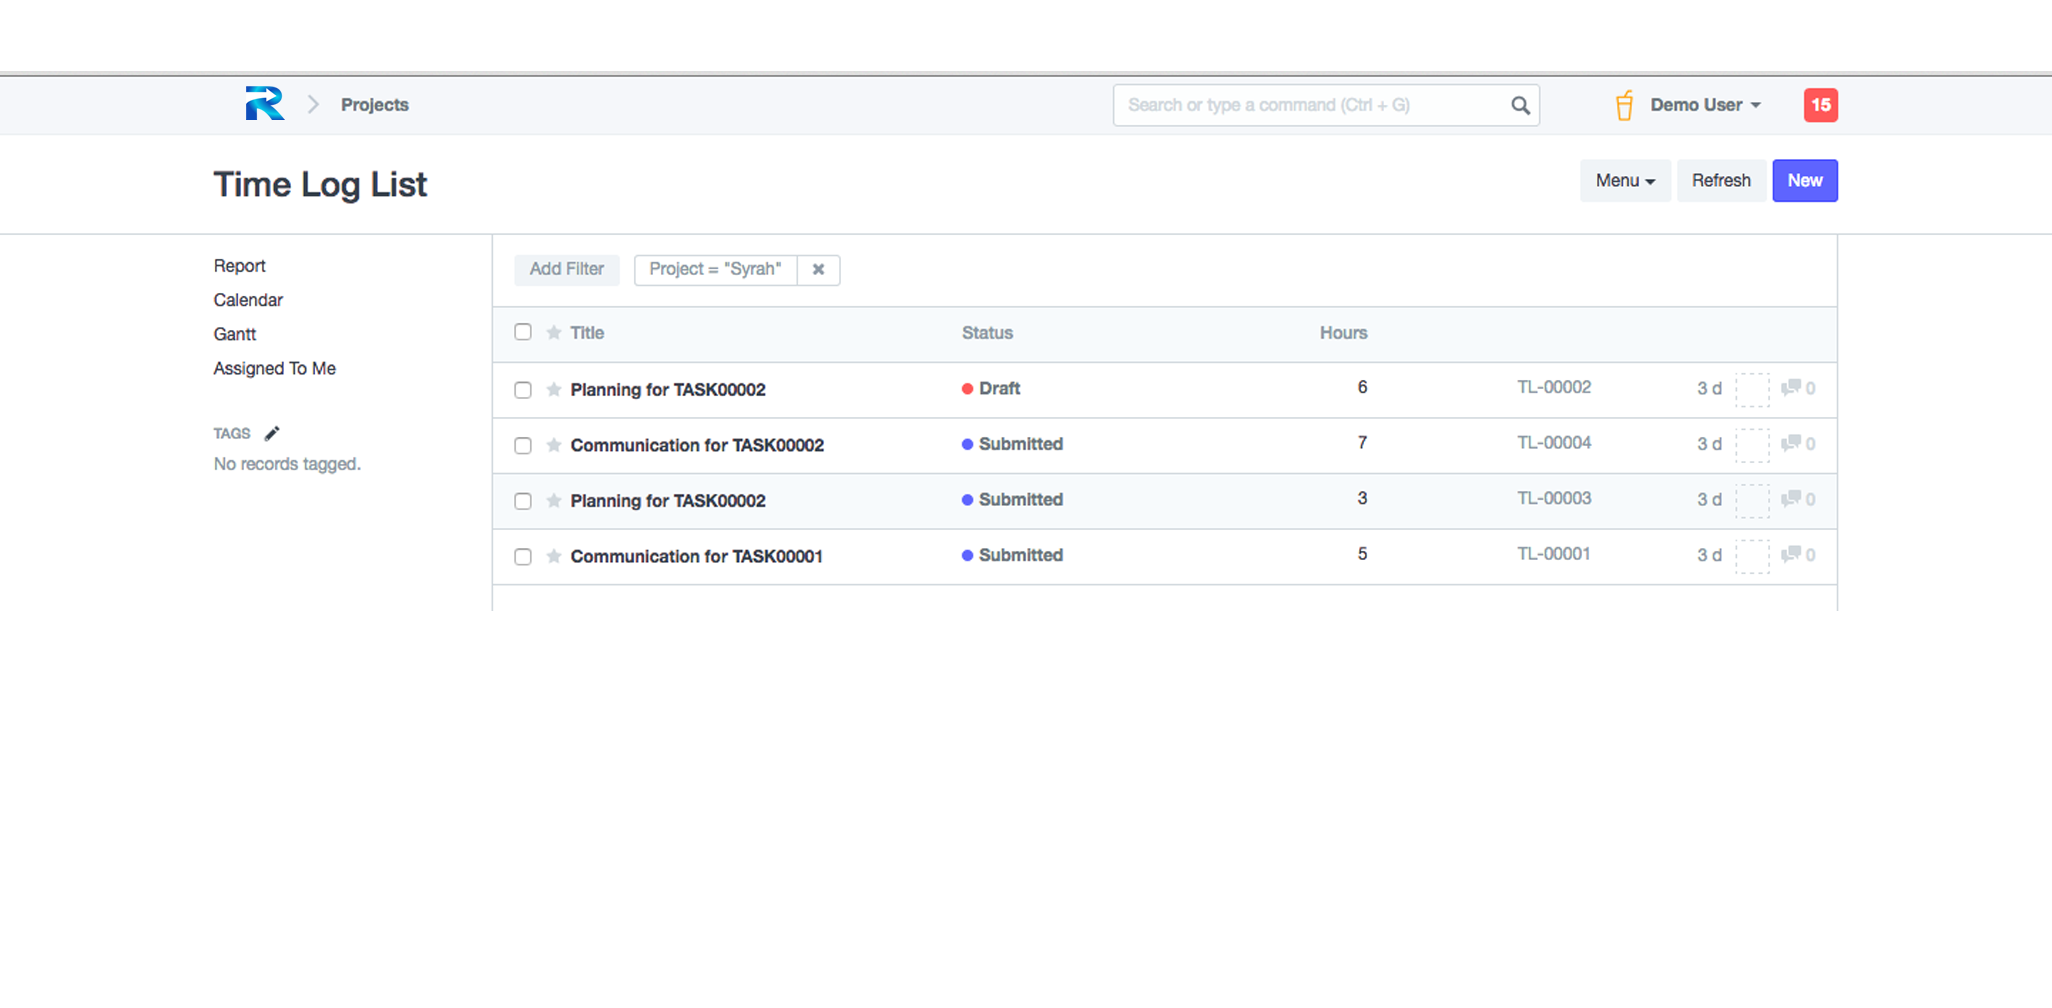 Projects
Search or type a command (Ctrl + G)
Demo User
15
Time Log List
Menu
Refresh
New
Report
Calendar
Gantt
Assigned To Me
TAGS
No records tagged.
Add Filter
Project = "Syrah"
Title Status Hours
Planning for TASK00002 Draft 6 TL-00002 3 d 0
Communication for TASK00002 Submitted 7 TL-00004 3 d 0
Planning for TASK00002 Submitted 3 TL-00003 3 d 0
Communication for TASK00001 Submitted 5 TL-00001 3 d 0